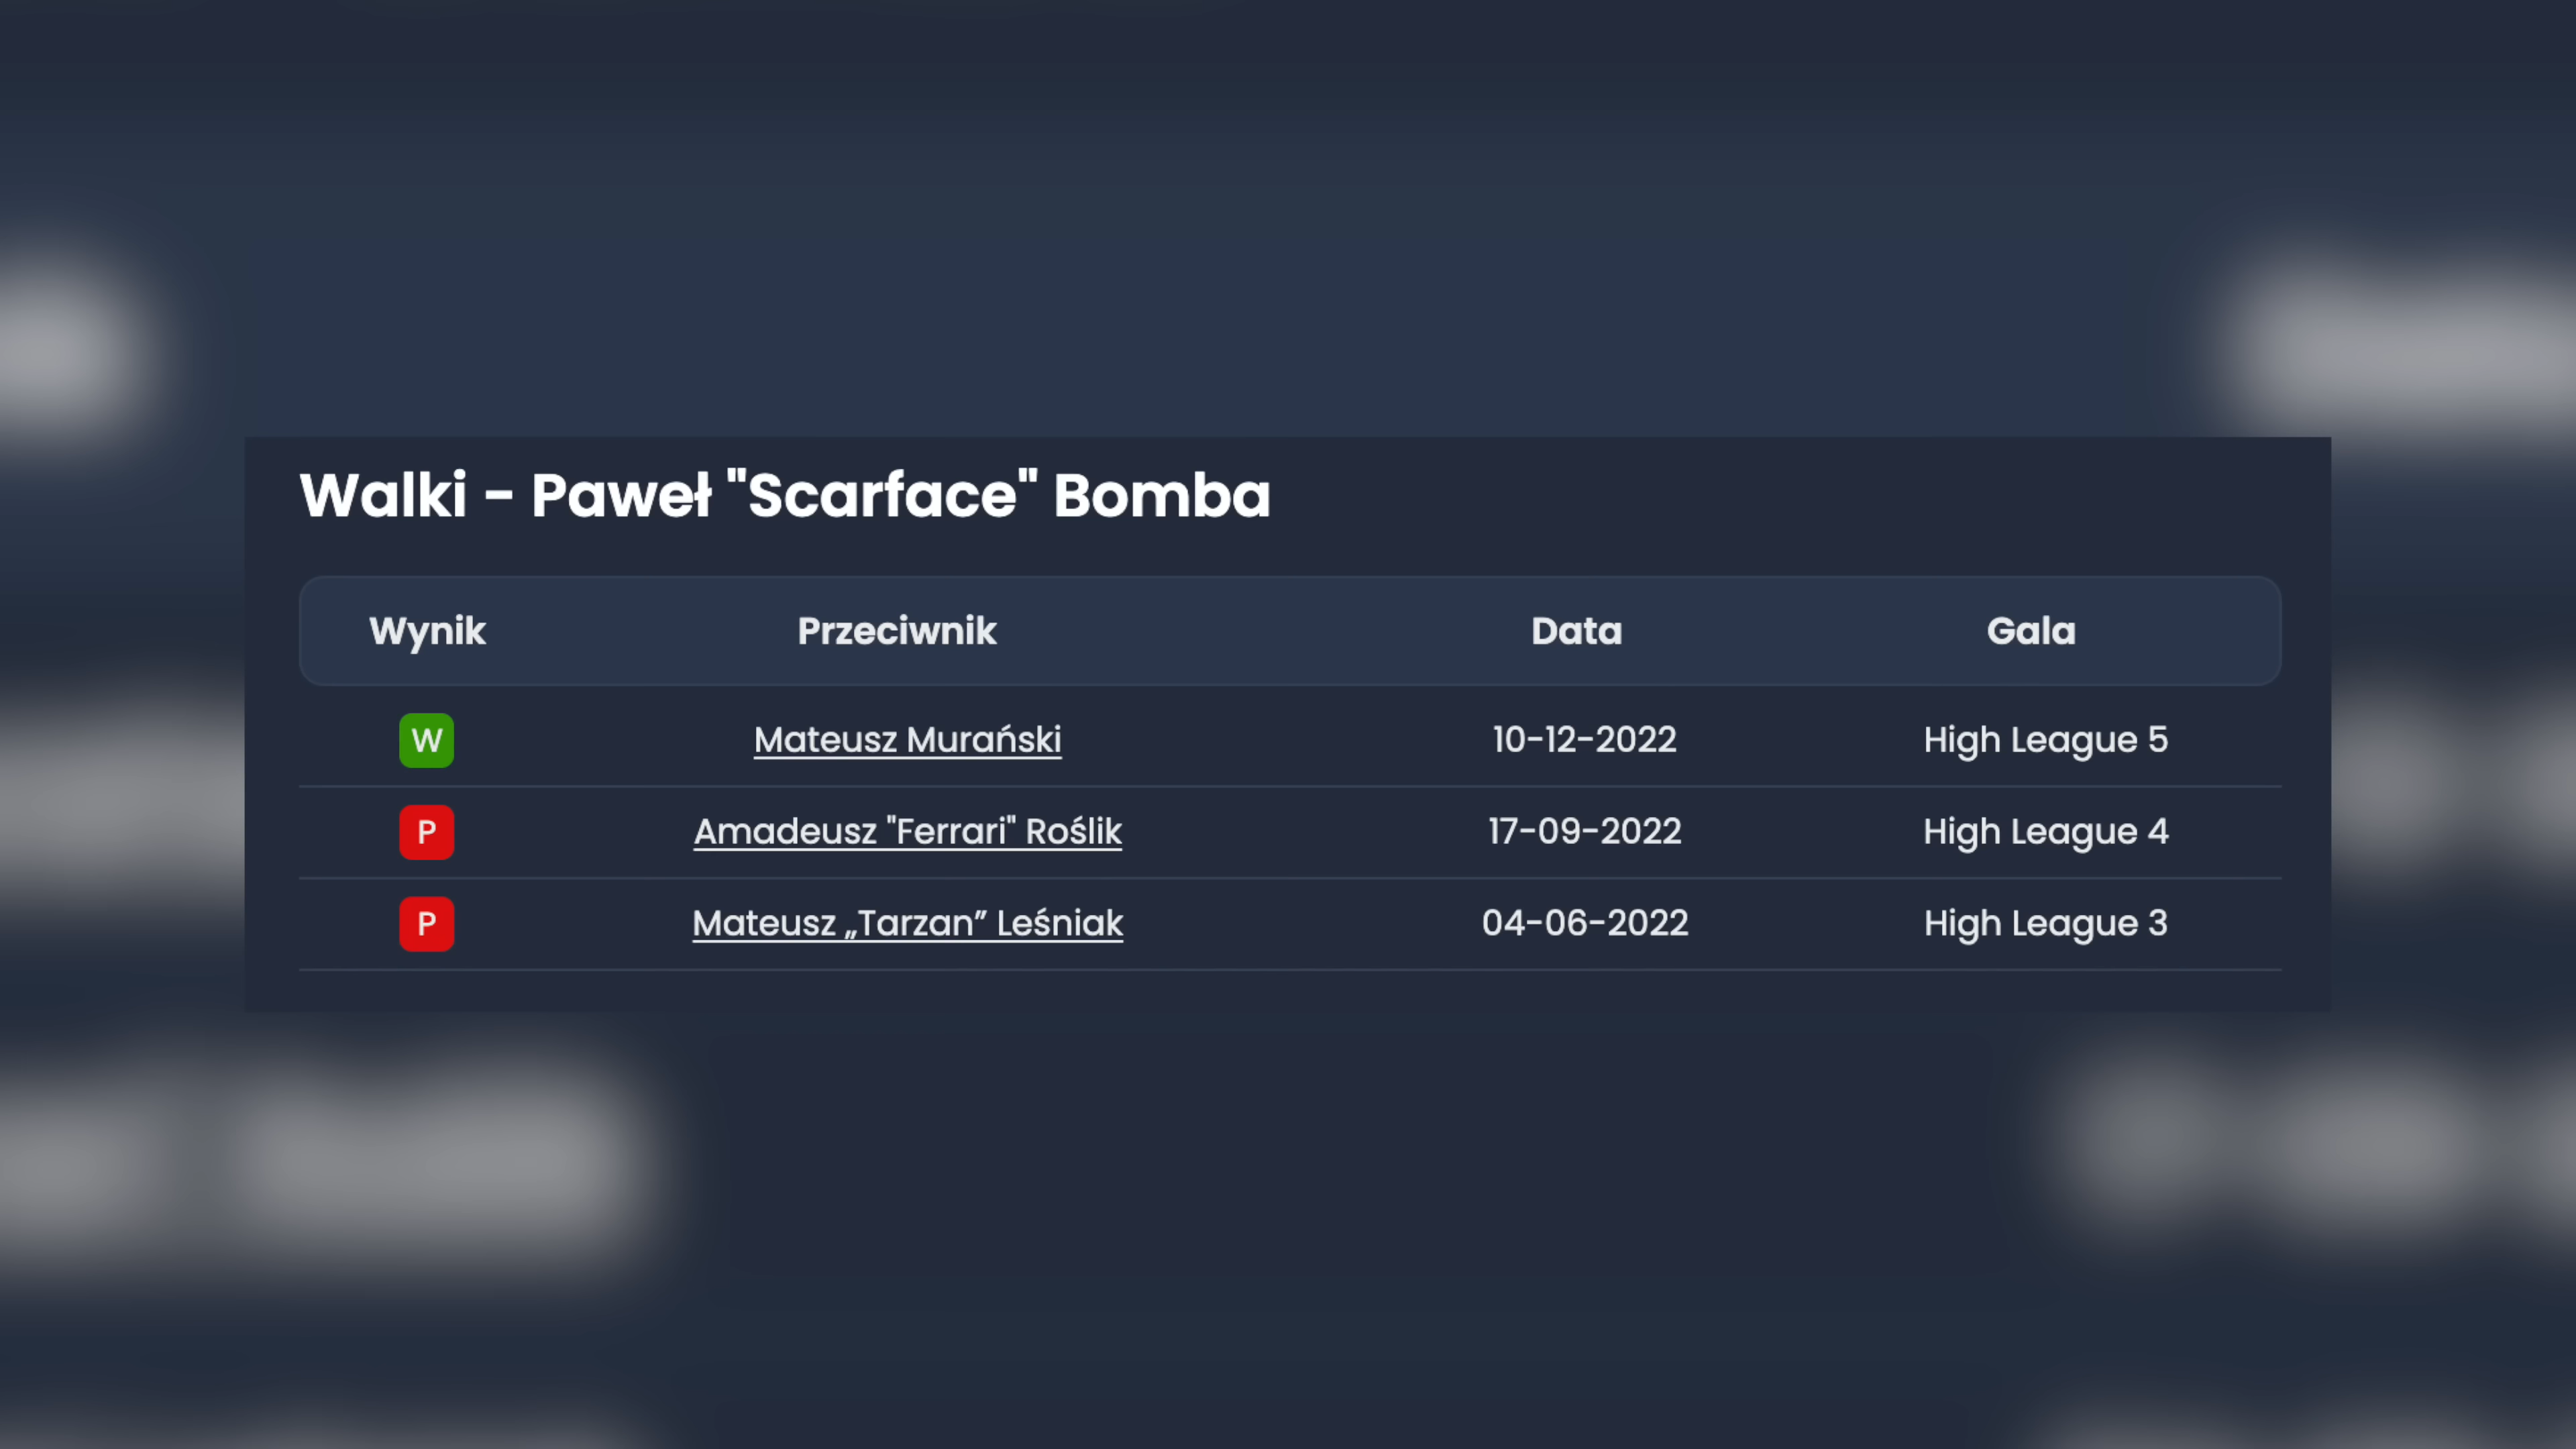 Walki - Paweł "Scarface" Bomba
Wynik Przeciwnik Data Gala
W Mateusz Murański 10-12-2022 High League 5
P Amadeusz "Ferrari" Roślik 17-09-2022 High League 4
P Mateusz „Tarzan” Leśniak 04-06-2022 High League 3